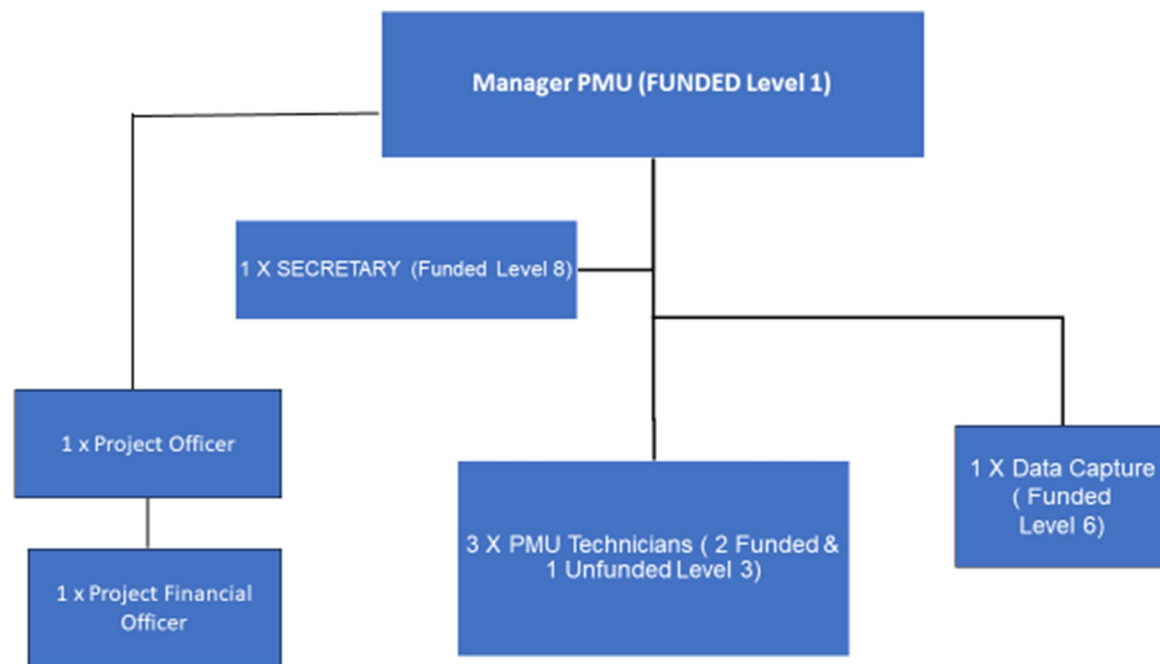 Manager PMU (FUNDED Level 1)
1 X SECRETARY (Funded Level 8)
1 x Project Officer
1 x Project Financial
Officer
3 X PMU Technicians ( 2 Funded &
1 Unfunded Level 3)
1 X Data Capture
( Funded
Level 6)